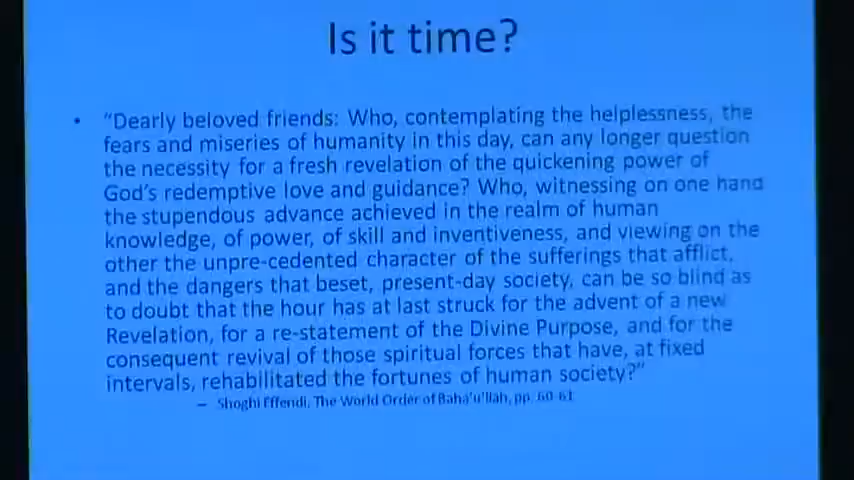 Is it time?
• “Dearly beloved friends: Who, contemplating the helplessness, the
fears and miseries of humanity in this day, can any longer question
the necessity for a fresh revelation of the quickening power of
God’s redemptive love and guidance? Who, witnessing on one hand
the stupendous advance achieved in the realm of human
knowledge, of power, of skill and inventiveness, and viewing on the
other the unpre-cedented character of the sufferings that afflict,
and the dangers that beset, present-day society, can be so blind as
to doubt that the hour has at last struck for the advent of a new
Revelation, for a re-statement of the Divine Purpose, and for the
consequent revival of those spiritual forces that have, at fixed
intervals, rehabilitated the fortunes of human society?”
– Shoghi Effendi, The World Order of Bahá’u’lláh, pp. 60-61